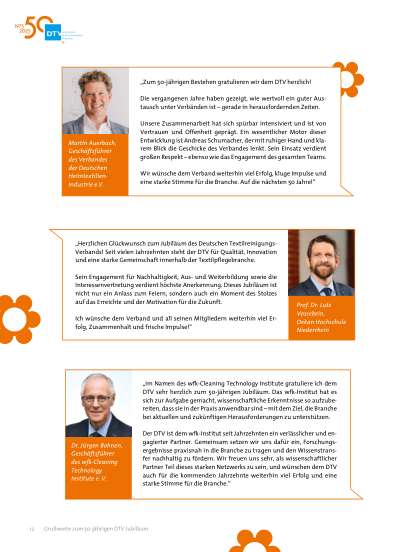 1975
2025
50
DTV
„Zum 50-jährigen Bestehen gratulieren wir dem DTV herzlich!
Die vergangenen Jahre haben gezeigt, wie wertvoll ein guter Aus-
tausch unter Verbänden ist – gerade in herausfordernden Zeiten.
Unsere Zusammenarbeit hat sich spürbar intensiviert und ist von
Vertrauen und Offenheit geprägt. Ein wesentlicher Motor dieser
Entwicklung ist Andreas Schumacher, der mit ruhiger Hand und kla-
rem Blick die Geschicke des Verbandes lenkt. Sein Einsatz verdient
großen Respekt – ebenso wie das Engagement des gesamten Teams.
Wir wünschen dem Verband weiterhin viel Erfolg, kluge Impulse und
eine starke Stimme für die Branche. Auf die nächsten 50 Jahre!“
Martin Auerbach,
Geschäftsführer
des Verbandes
der Deutschen
Heimtextilien-
Industrie e.V.
„Herzlichen Glückwunsch zum Jubiläum des Deutschen Textilreinigungs-
Verbands! Seit vielen Jahrzehnten steht der DTV für Qualität, Innovation
und eine starke Gemeinschaft innerhalb der Textilpflegebranche.
Sein Engagement für Nachhaltigkeit, Aus- und Weiterbildung sowie die
Interessenvertretung verdient höchste Anerkennung. Dieses Jubiläum ist
nicht nur ein Anlass zum Feiern, sondern auch ein Moment des Stolzes
auf das Erreichte und der Motivation für die Zukunft.
Ich wünsche dem Verband und all seinen Mitgliedern weiterhin viel Er-
folg, Zusammenhalt und frische Impulse!“
Prof. Dr. Lutz
Vossebein,
Dekan Hochschule
Niederrhein
„Im Namen des wfk-Cleaning Technology Institute gratuliere ich dem
DTV sehr herzlich zum 50-jährigen Jubiläum. Das wfk-Institut hat es
sich zur Aufgabe gemacht, wissenschaftliche Erkenntnisse so aufzube-
reiten, dass sie in der Praxis anwendbar sind – mit dem Ziel, die Branche
bei aktuellen und zukünftigen Herausforderungen zu unterstützen.
Der DTV ist dem wfk-Institut seit Jahrzehnten ein verlässlicher und en-
gagierter Partner. Gemeinsam setzen wir uns dafür ein, Forschungs-
ergebnisse praxisnah in die Branche zu tragen und den Wissenstrans-
fer nachhaltig zu fördern. Wir freuen uns sehr, als wissenschaftlicher
Partner Teil dieses starken Netzwerks zu sein, und wünschen dem DTV
auch für die kommenden Jahrzehnte weiterhin viel Erfolg und eine
starke Stimme für die Branche.“
Dr. Jürgen Bohnen,
Geschäftsführer
des wfk-Cleaning
Technology
Institute e. V.
Grußworte zum 50-jährigen DTV-Jubiläum